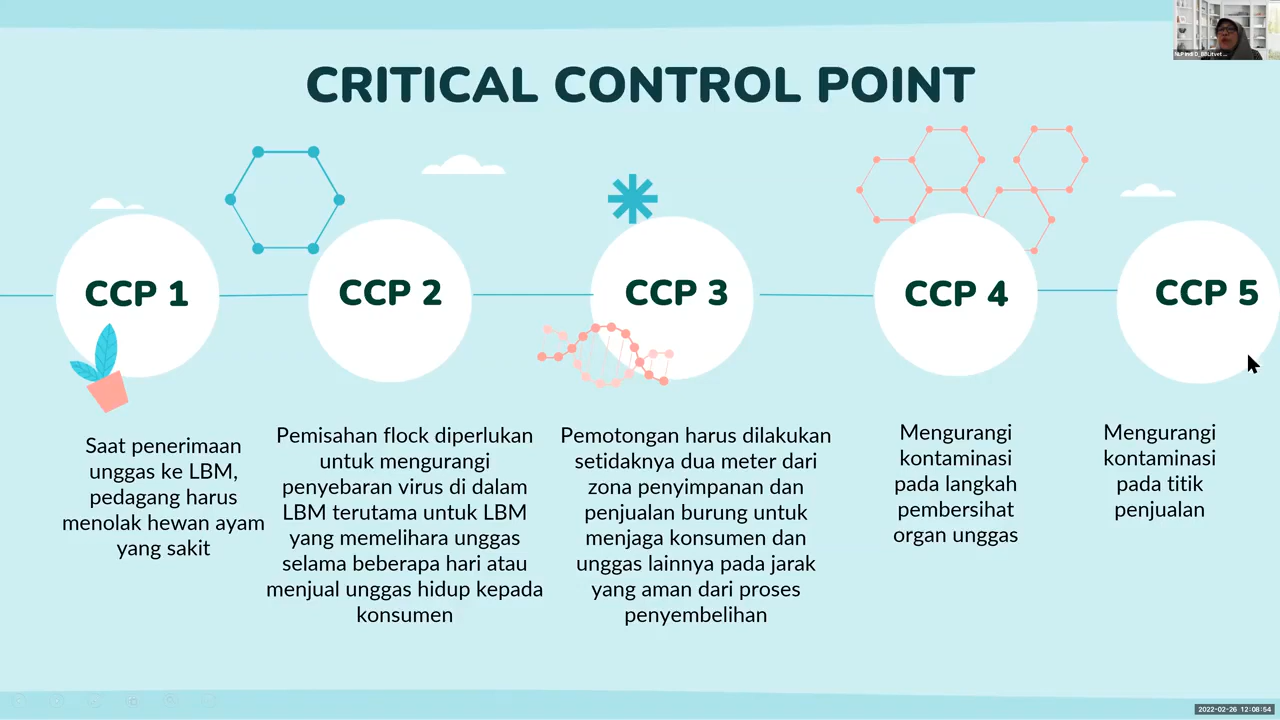 CRITICAL CONTROL POINT
CCP 1
Saat penerimaan
unggas ke LBM,
pedagang harus
menolak hewan ayam
yang sakit
CCP 2
Pemisahan flock diperlukan
untuk mengurangi
penyebaran virus di dalam
LBM terutama untuk LBM
yang memelihara unggas
selama beberapa hari atau
menjual unggas hidup kepada
konsumen
CCP 3
Pemotongan harus dilakukan
setidaknya dua meter dari
zona penyimpanan dan
penjualan burung untuk
menjaga konsumen dan
unggas lainnya pada jarak
yang aman dari proses
penyembelihan
CCP 4
Mengurangi
kontaminasi
pada langkah
pembersihat
organ unggas
CCP 5
Mengurangi
kontaminasi
pada titik
penjualan
2022-02-26 12:08:54